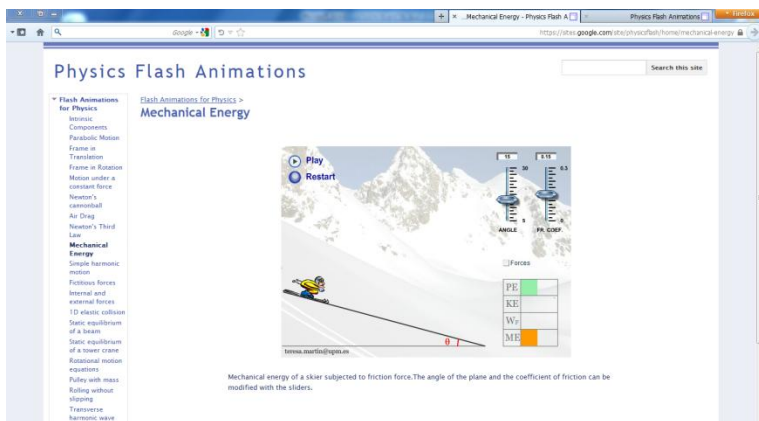 ...Mechanical Energy - Physics Flash A
Physics Flash Animations
Firefox
Google
https://sites.google.com/site/physicsflash/home/mechanical-energy
Physics Flash Animations
Search this site
Flash Animations
for Physics
Intrinsic
Components
Parabolic Motion
Frame in
Translation
Frame in Rotation
Motion under a
constant force
Newton's
cannonball
Air Drag
Newton's Third
Law
Mechanical
Energy
Simple harmonic
motion
Fictitious forces
Internal and
external forces
1D elastic collision
Static equilibrium
of a beam
Static equilibrium
of a tower crane
Rotational motion
equations
Pulley with mass
Rolling without
slipping
Transverse
harmonic wave
Flash Animations for Physics >
Mechanical Energy
Play
Restart
15 0.13
30 0.5
0 0
ANGLE FR. COEF.
Forces
PE
KE
WF
ME
θ
teresa.martin@upm.es
Mechanical energy of a skier subjected to friction force.The angle of the plane and the coefficient of friction can be
modified with the sliders.